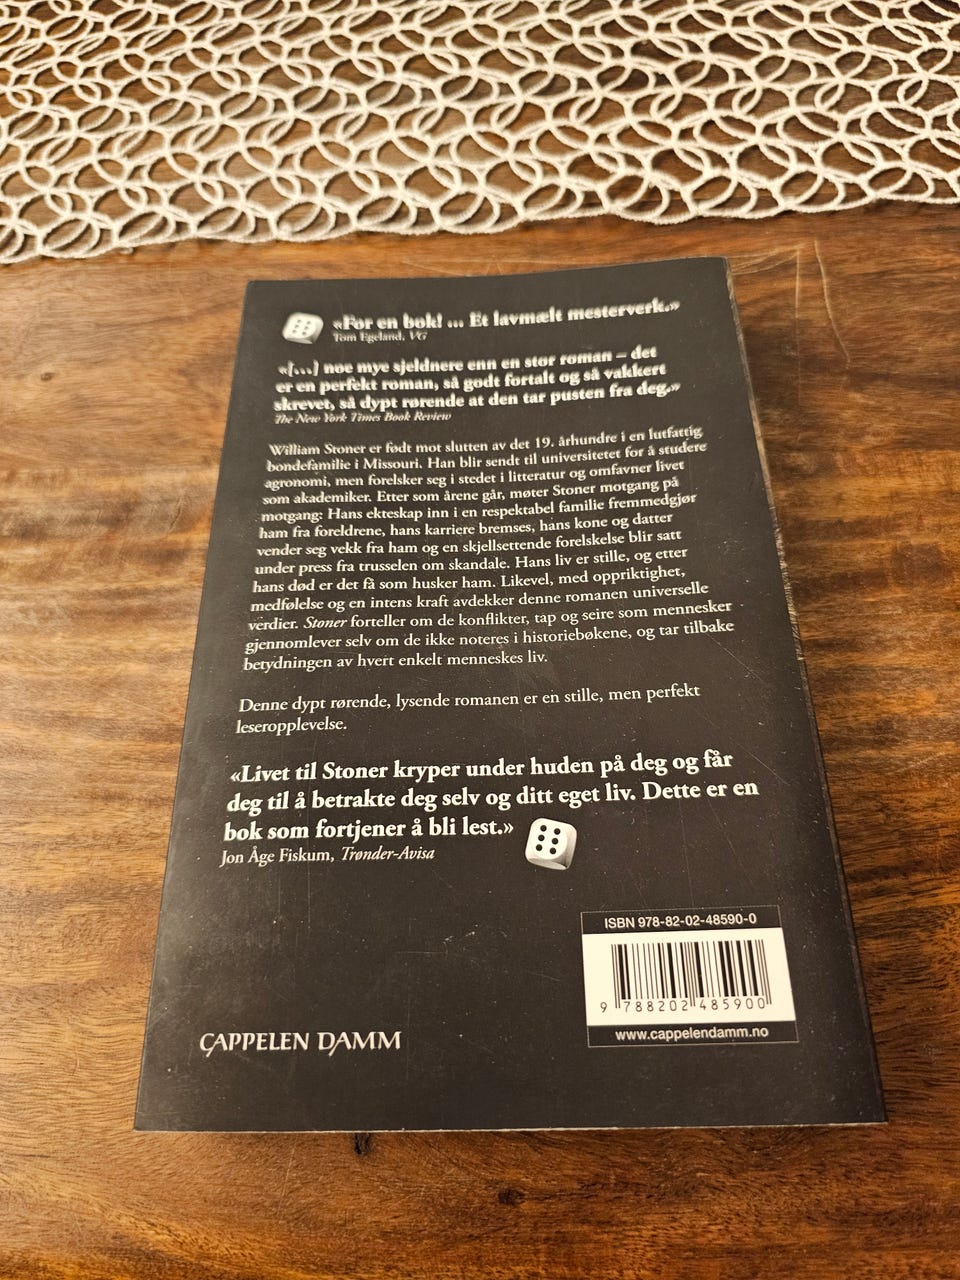 «For en bok! ... Et lavmælt mesterverk.»
Tom Egeland, VG
«[...] noe mye sjeldnere enn en stor roman – det
er en perfekt roman, så godt fortalt og så vakkert
skrevet, så dypt rørende at den tar pusten fra deg.»
The New York Times Book Review
William Stoner er født mot slutten av det 19. århundre i en lutfattig
bondefamilie i Missouri. Han blir sendt til universitetet for å studere
agronomi, men forelsker seg i stedet i litteratur og omfavner livet
som akademiker. Etter som årene går, møter Stoner motgang på
motgang: Hans ekteskap inn i en respektabel familie fremmedgjør
ham fra foreldrene, hans karriere bremses, hans kone og datter
vender seg vekk fra ham og en skjellsettende forelskelse blir satt
under press fra trusselen om skandale. Hans liv er stille, og etter
hans død er det få som husker ham. Likevel, med oppriktighet,
medfølelse og en intens kraft avdekker denne romanen universelle
verdier. Stoner forteller om de konflikter, tap og seire som mennesker
gjennomlever selv om de ikke noteres i historiebøkene, og tar tilbake
betydningen av hvert enkelt menneskes liv.
Denne dypt rørende, lysende romanen er en stille, men perfekt
leseropplevelse.
«Livet til Stoner kryper under huden på deg og får
deg til å betrakte deg selv og ditt eget liv. Dette er en
bok som fortjener å bli lest.»
Jon Åge Fiskum, Trønder-Avisa
ISBN 978-82-02-48590-0
9 788202 485900
www.cappelendamm.no
CAPPELEN DAMM